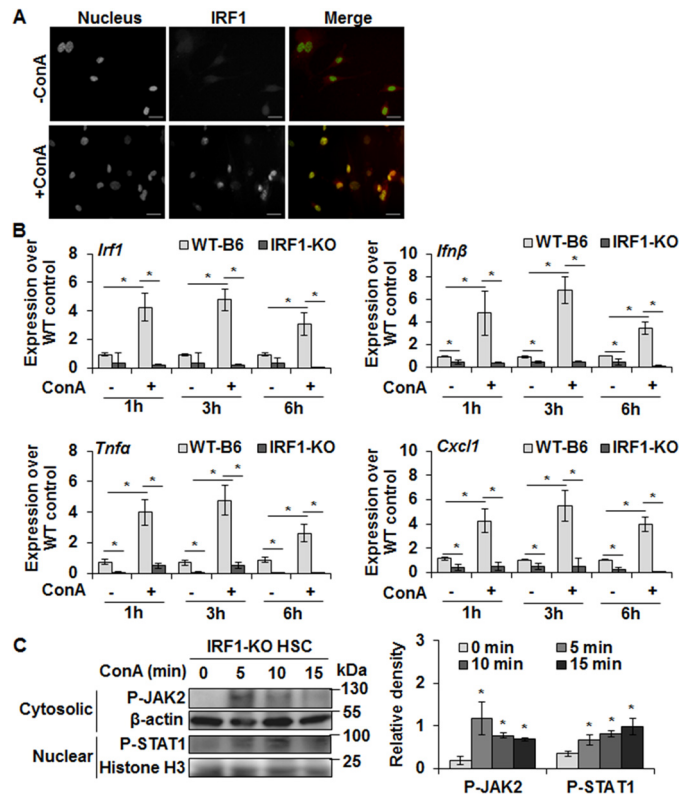 A
Nucleus IRF1 Merge
-ConA
+ConA
B
Irf1
WT-B6 IRF1-KO
Expression over
WT control
8
6
4
2
0
* * * * * *
ConA - + - + - +
1h 3h 6h
Ifnβ
WT-B6 IRF1-KO
Expression over
WT control
10
8
6
4
2
0
* * * * * * * * *
ConA - + - + - +
1h 3h 6h
Tnfα
WT-B6 IRF1-KO
Expression over
WT control
8
6
4
2
0
* * * * * * * * *
ConA - + - + - +
1h 3h 6h
Cxcl1
WT-B6 IRF1-KO
Expression over
WT control
10
8
6
4
2
0
* * * * * * * * *
ConA - + - + - +
1h 3h 6h
C
IRF1-KO HSC
ConA (min) 0 5 10 15 kDa
Cytosolic
P-JAK2 130
β-actin 55
Nuclear
P-STAT1 100
Histone H3 25
0 min 5 min
10 min 15 min
Relative density
3
2
1
0
* * * * * *
P-JAK2 P-STAT1